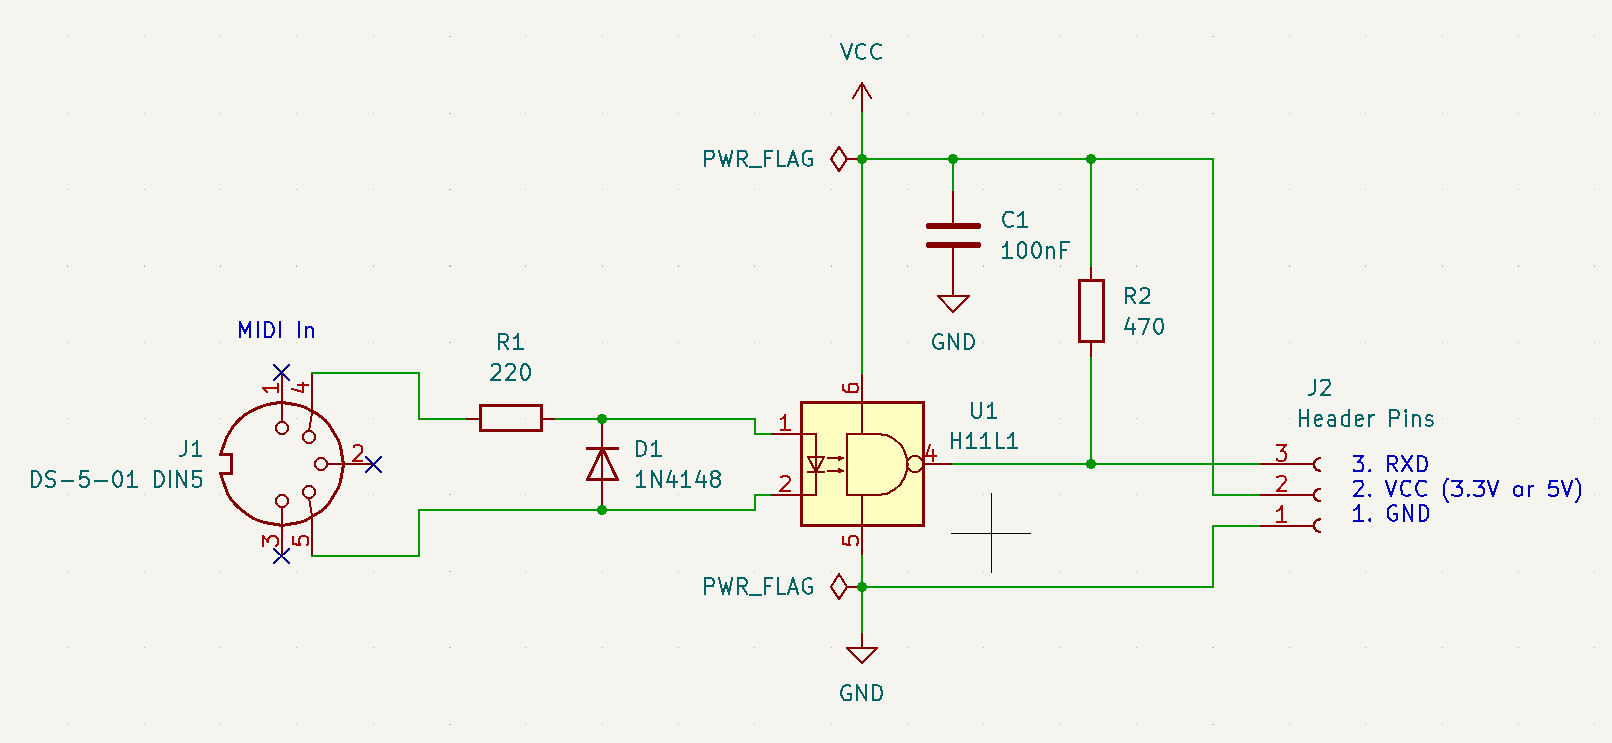 VCC
PWR_FLAG
C1
100nF
GND
R2
470
MIDI In
R1
220
1
4
2
3
5
J1
DS-5-01 DIN5
D1
1N4148
6
1
2
4
5
U1
H11L1
J2
Header Pins
3
2
1
3. RXD
2. VCC (3.3V or 5V)
1. GND
PWR_FLAG
GND